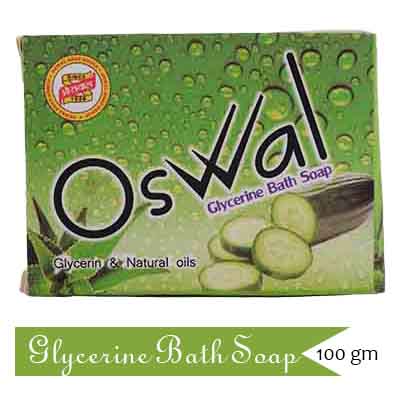 OsWal
Glycerine Bath Soap
Glycerin & Natural oils
Glycerine Bath Soap
100 gm